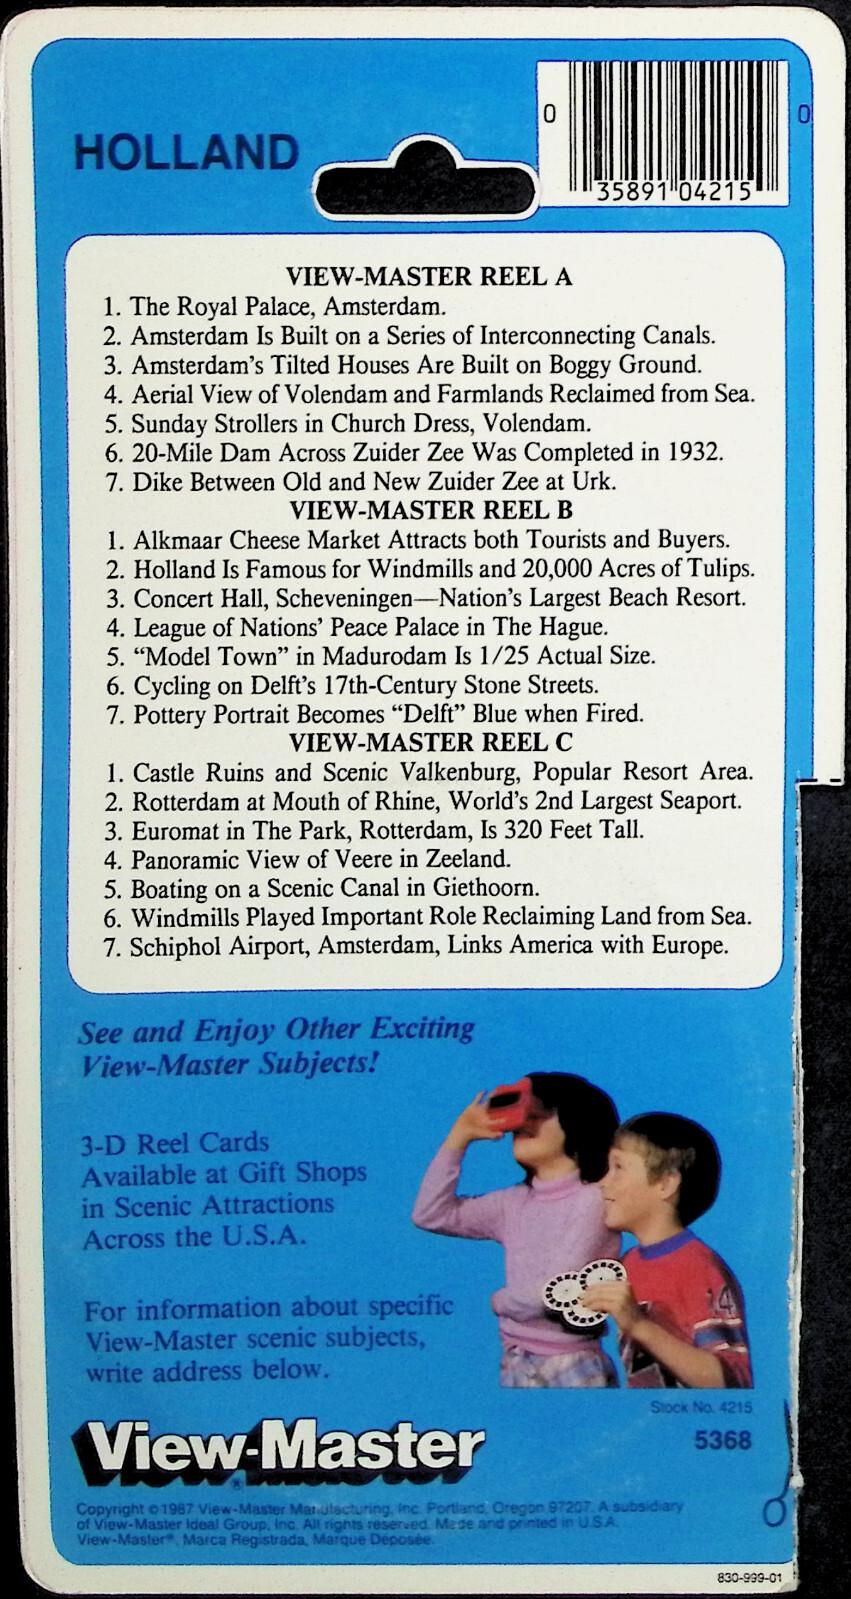 HOLLAND
0 35891 04215 0
VIEW-MASTER REEL A
1. The Royal Palace, Amsterdam.
2. Amsterdam Is Built on a Series of Interconnecting Canals.
3. Amsterdam's Tilted Houses Are Built on Boggy Ground.
4. Aerial View of Volendam and Farmlands Reclaimed from Sea.
5. Sunday Strollers in Church Dress, Volendam.
6. 20-Mile Dam Across Zuider Zee Was Completed in 1932.
7. Dike Between Old and New Zuider Zee at Urk.
VIEW-MASTER REEL B
1. Alkmaar Cheese Market Attracts both Tourists and Buyers.
2. Holland Is Famous for Windmills and 20,000 Acres of Tulips.
3. Concert Hall, Scheveningen—Nation's Largest Beach Resort.
4. League of Nations' Peace Palace in The Hague.
5. “Model Town” in Madurodam Is 1/25 Actual Size.
6. Cycling on Delft's 17th-Century Stone Streets.
7. Pottery Portrait Becomes “Delft” Blue when Fired.
VIEW-MASTER REEL C
1. Castle Ruins and Scenic Valkenburg, Popular Resort Area.
2. Rotterdam at Mouth of Rhine, World's 2nd Largest Seaport.
3. Euromat in The Park, Rotterdam, Is 320 Feet Tall.
4. Panoramic View of Veere in Zeeland.
5. Boating on a Scenic Canal in Giethoorn.
6. Windmills Played Important Role Reclaiming Land from Sea.
7. Schiphol Airport, Amsterdam, Links America with Europe.
See and Enjoy Other Exciting
View-Master Subjects!
3-D Reel Cards
Available at Gift Shops
in Scenic Attractions
Across the U.S.A.
For information about specific
View-Master scenic subjects,
write address below.
14
Stock No. 4215
5368
View-Master®
Copyright © 1987 View-Master Manufacturing, Inc. Portland, Oregon 97207. A subsidiary
of View-Master Ideal Group, Inc. All rights reserved. Made and printed in U.S.A.
View-Master®, Marca Registrada, Marque Deposée.
830-999-01